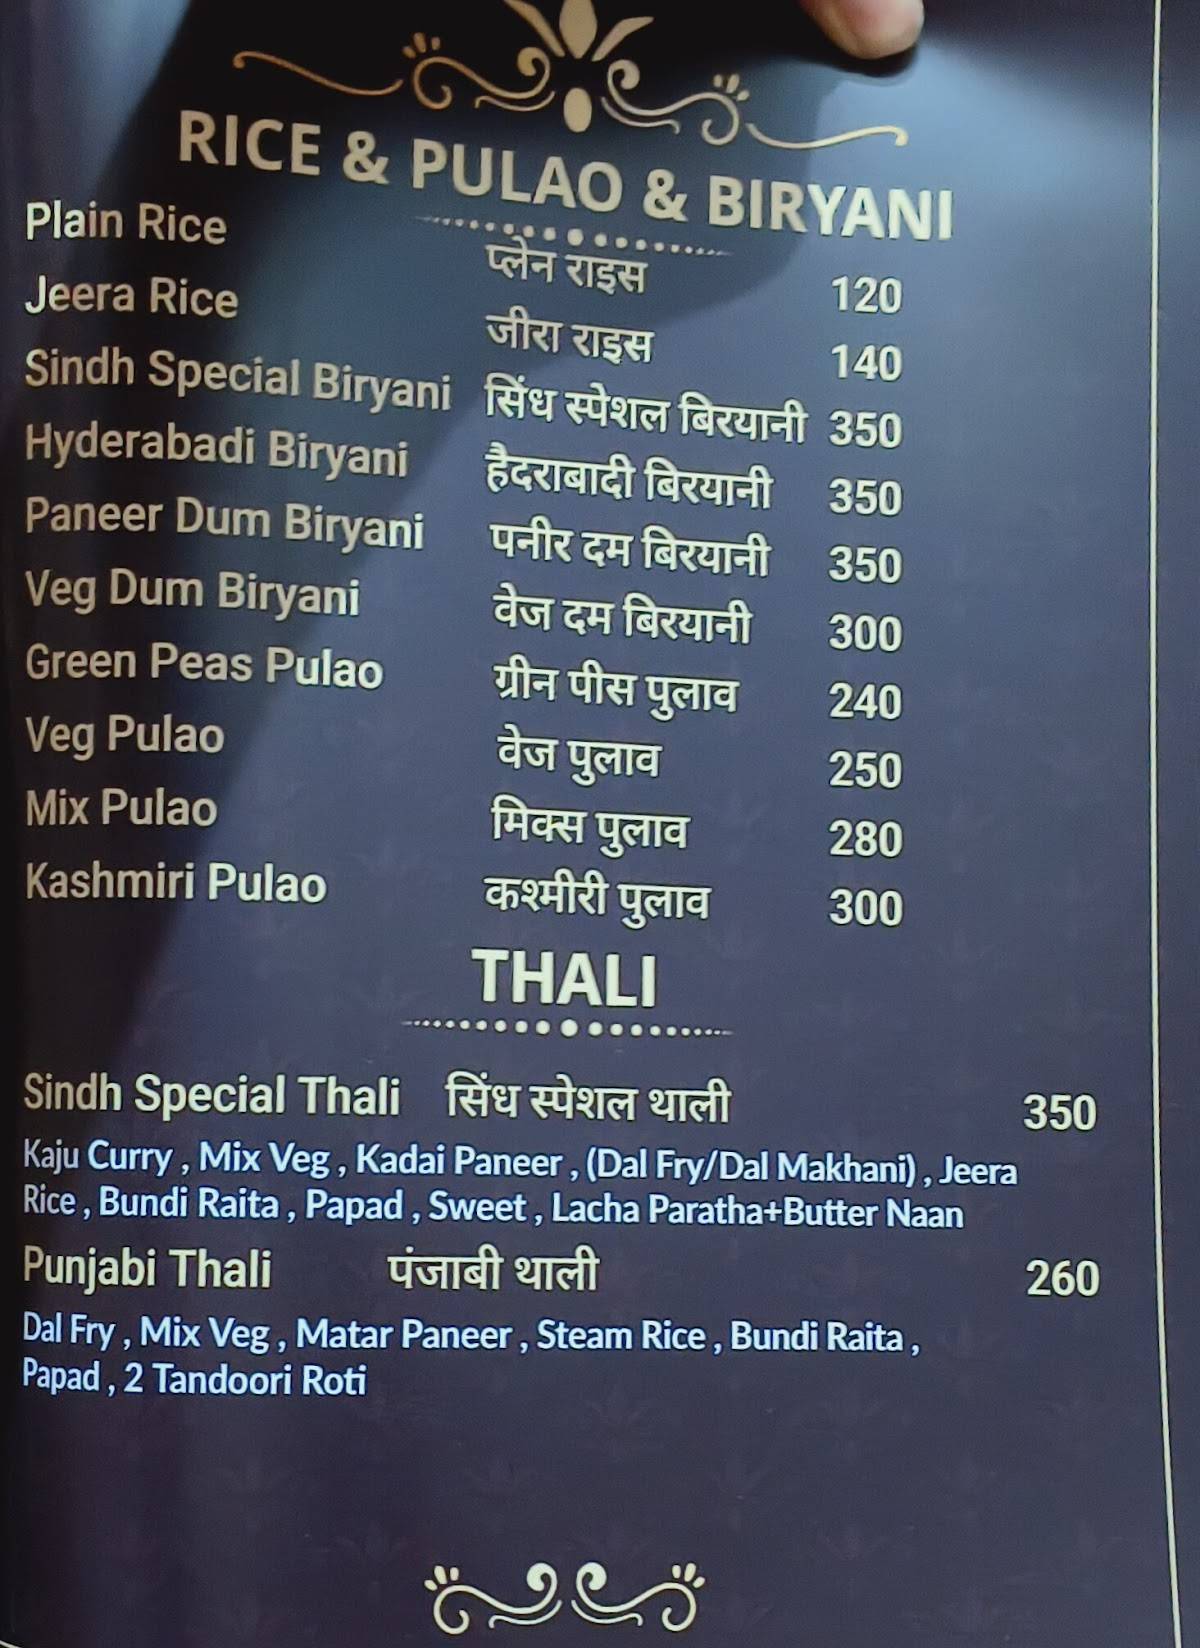 RICE & PULAO & BIRYANI
Plain Rice प्लेन राइस 120
Jeera Rice जीरा राइस 140
Sindh Special Biryani सिंध स्पेशल बिरयानी 350
Hyderabadi Biryani हैदराबादी बिरयानी 350
Paneer Dum Biryani पनीर दम बिरयानी 350
Veg Dum Biryani वेज दम बिरयानी 300
Green Peas Pulao ग्रीन पीस पुलाव 240
Veg Pulao वेज पुलाव 250
Mix Pulao मिक्स पुलाव 280
Kashmiri Pulao कश्मीरी पुलाव 300
THALI
Sindh Special Thali सिंध स्पेशल थाली 350
Kaju Curry , Mix Veg , Kadai Paneer , (Dal Fry/Dal Makhani) , Jeera
Rice , Bundi Raita , Papad , Sweet , Lacha Paratha+Butter Naan
Punjabi Thali पंजाबी थाली 260
Dal Fry , Mix Veg , Matar Paneer , Steam Rice , Bundi Raita ,
Papad , 2 Tandoori Roti